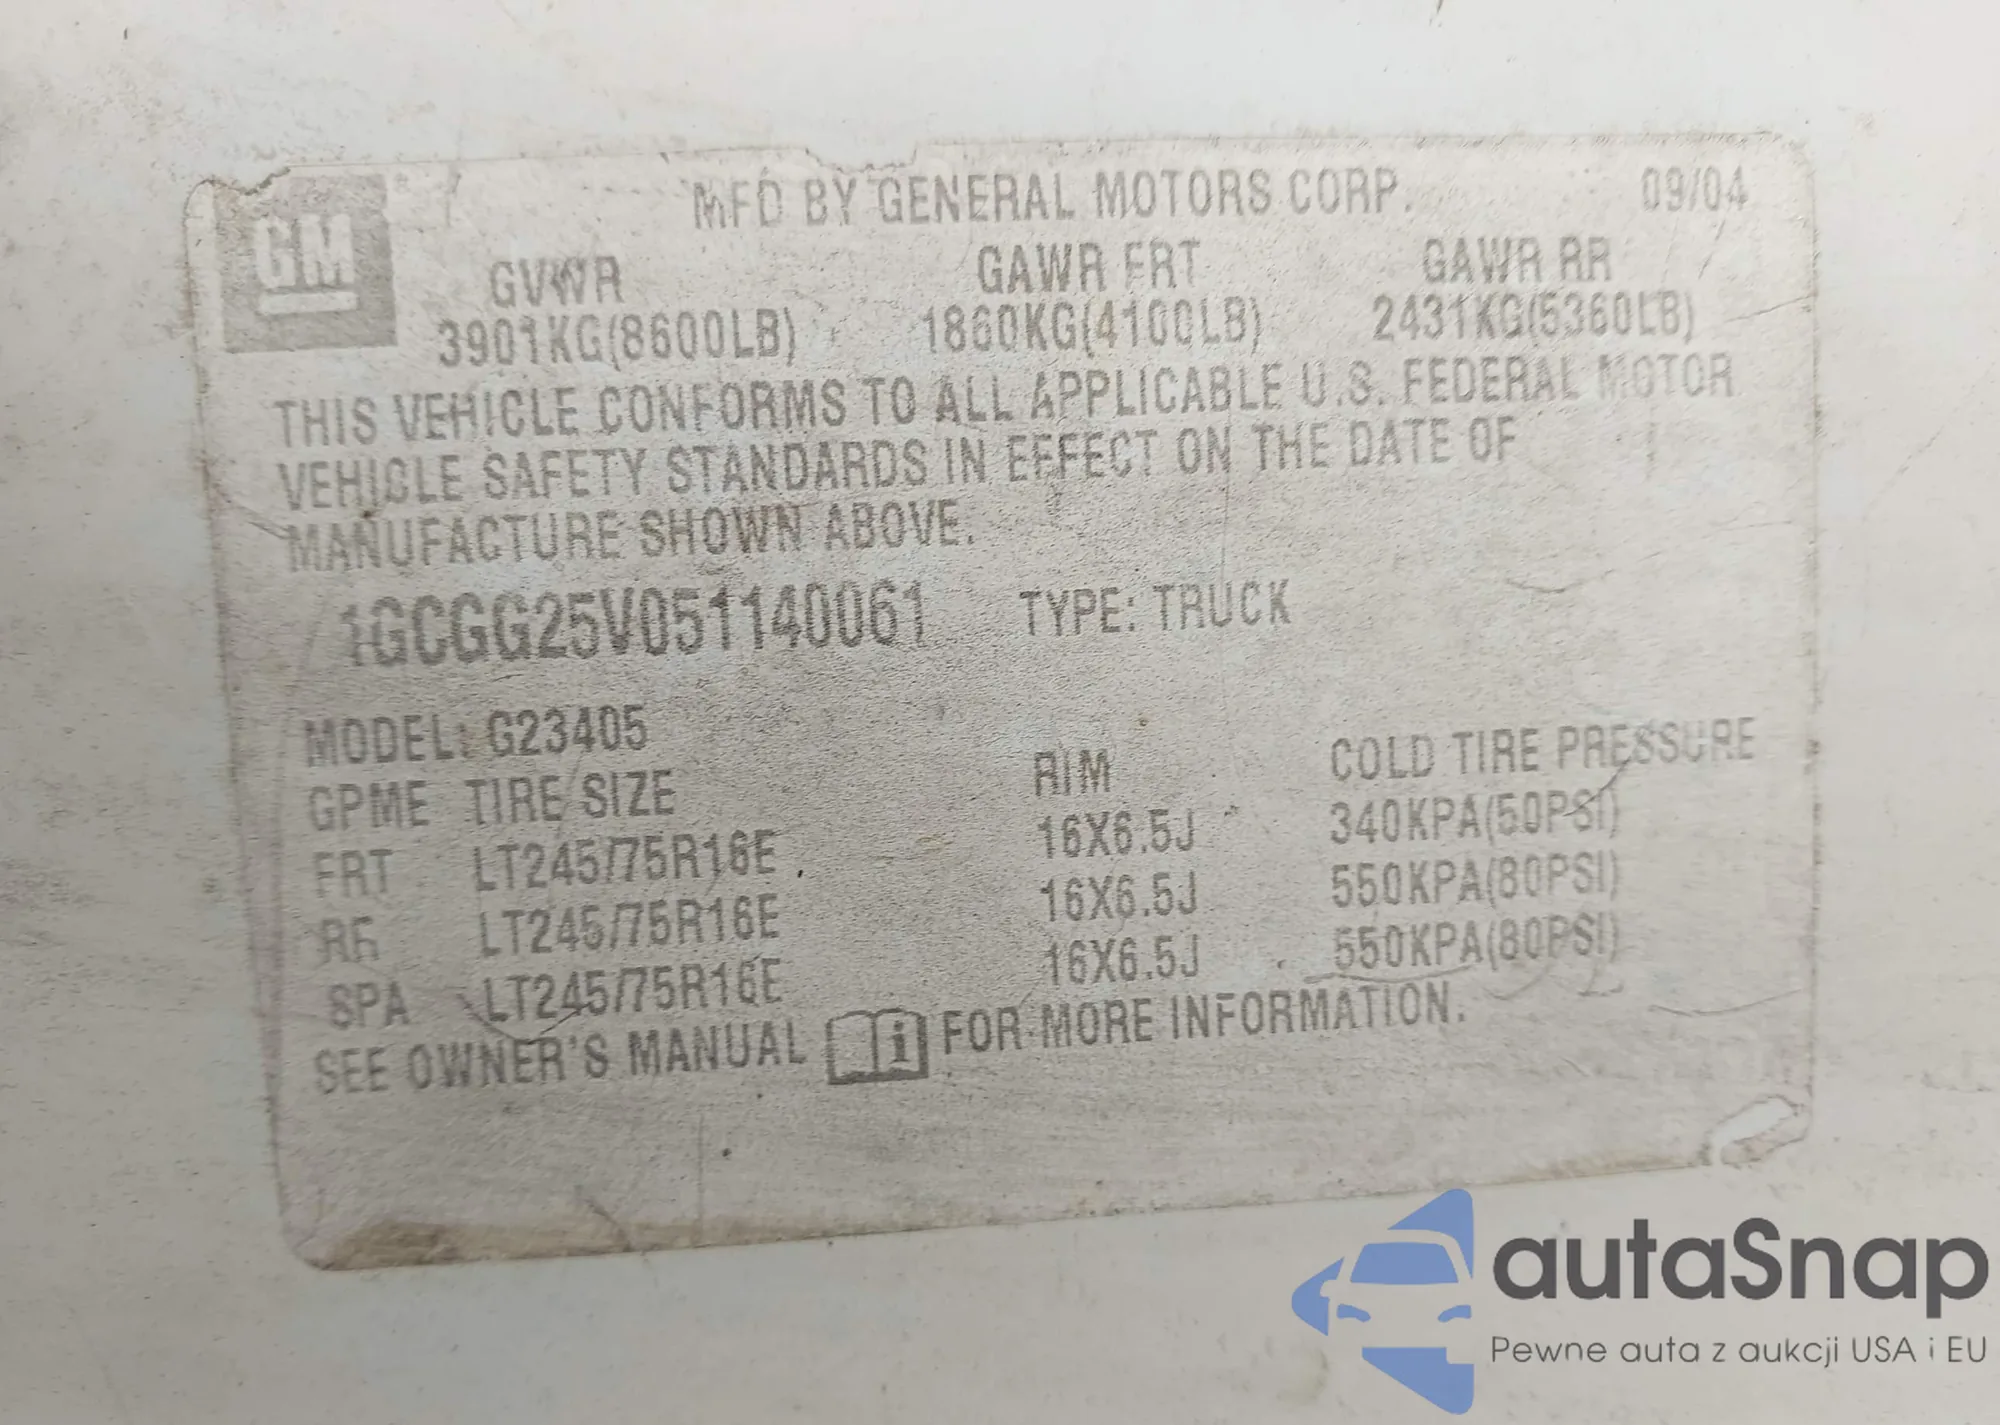 GM
MFD BY GENERAL MOTORS CORP. 09/04
GVWR GAWR FRT GAWR RR
3901KG(8600LB) 1860KG(4100LB) 2431KG(5360LB)
THIS VEHICLE CONFORMS TO ALL APPLICABLE U.S. FEDERAL MOTOR
VEHICLE SAFETY STANDARDS IN EFFECT ON THE DATE OF
MANUFACTURE SHOWN ABOVE.
1GCGG25V051140061 TYPE: TRUCK
MODEL: G23405
GPME TIRE SIZE RIM COLD TIRE PRESSURE
FRT LT245/75R16E 16X6.5J 340KPA(50PSI)
RR LT245/75R16E 16X6.5J 550KPA(80PSI)
SPA LT245/75R16E 16X6.5J 550KPA(80PSI)
SEE OWNER'S MANUAL i FOR MORE INFORMATION.
autaSnap
Pewne auta z aukcji USA i EU